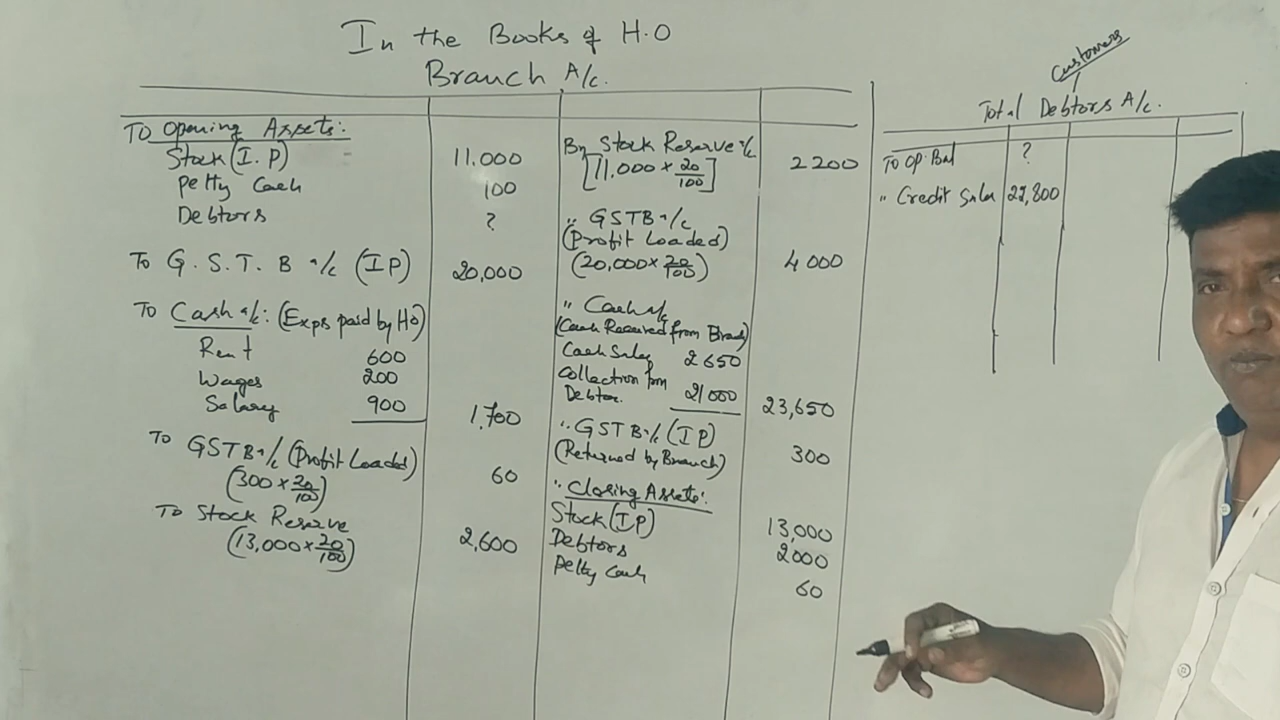 In the Books of H.O
Branch A/c.
To Opening Assets:
Stock (I.P) 11.000
Petty Cash 100
Debtors ?
To G.S.T.B a/c (IP) 20,000
To Cash a/c: (Exps paid by HO)
Rent 600
Wages 200
Salary 900 1,700
To GSTB a/c (Profit Loaded)
(300 × 20/100) 60
To Stock Reserve
(13,000 × 20/100) 2,600
By Stock Reserve a/c
[11.000 × 20/100] 2200
" GSTB a/c
(Profit Loaded)
(20,000 × 20/100) 4000
" Cash a/c
(Cash Received from Branch)
Cash Sales 2650
Collection from
Debtor. 21000 23,650
" GSTB a/c (IP)
(Returned by Branch) 300
" Closing Assets:
Stock (IP) 13,000
Debtors 2000
Petty Cash 60
Customers
Total Debtors A/c.
To Op. Bal ?
" Credit Sales